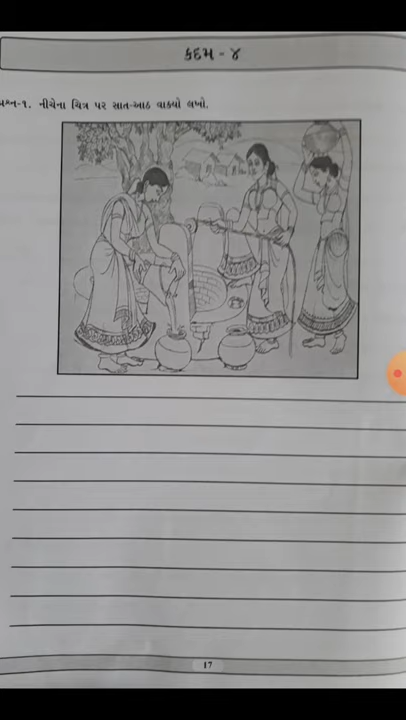 કદમ - ૪
પ્રશ્ન-૧. નીચેના ચિત્ર પર સાત-આઠ વાક્યો લખો.
17